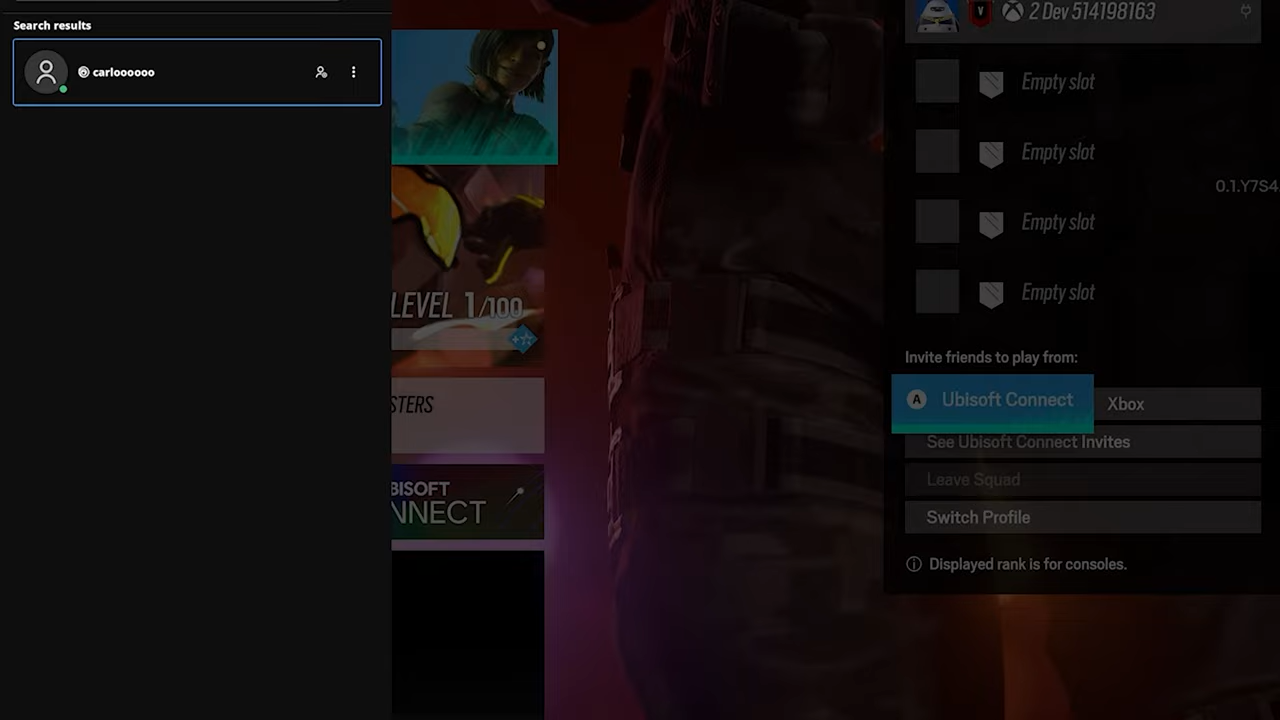 Search results
carloooooo
2 Dev 514198163
Empty slot
Empty slot
0.1.Y7S4
Empty slot
Empty slot
LEVEL 1/100
Invite friends to play from:
A Ubisoft Connect
Xbox
STERS
See Ubisoft Connect Invites
Leave Squad
BISOFT
NNECT
Switch Profile
Displayed rank is for consoles.